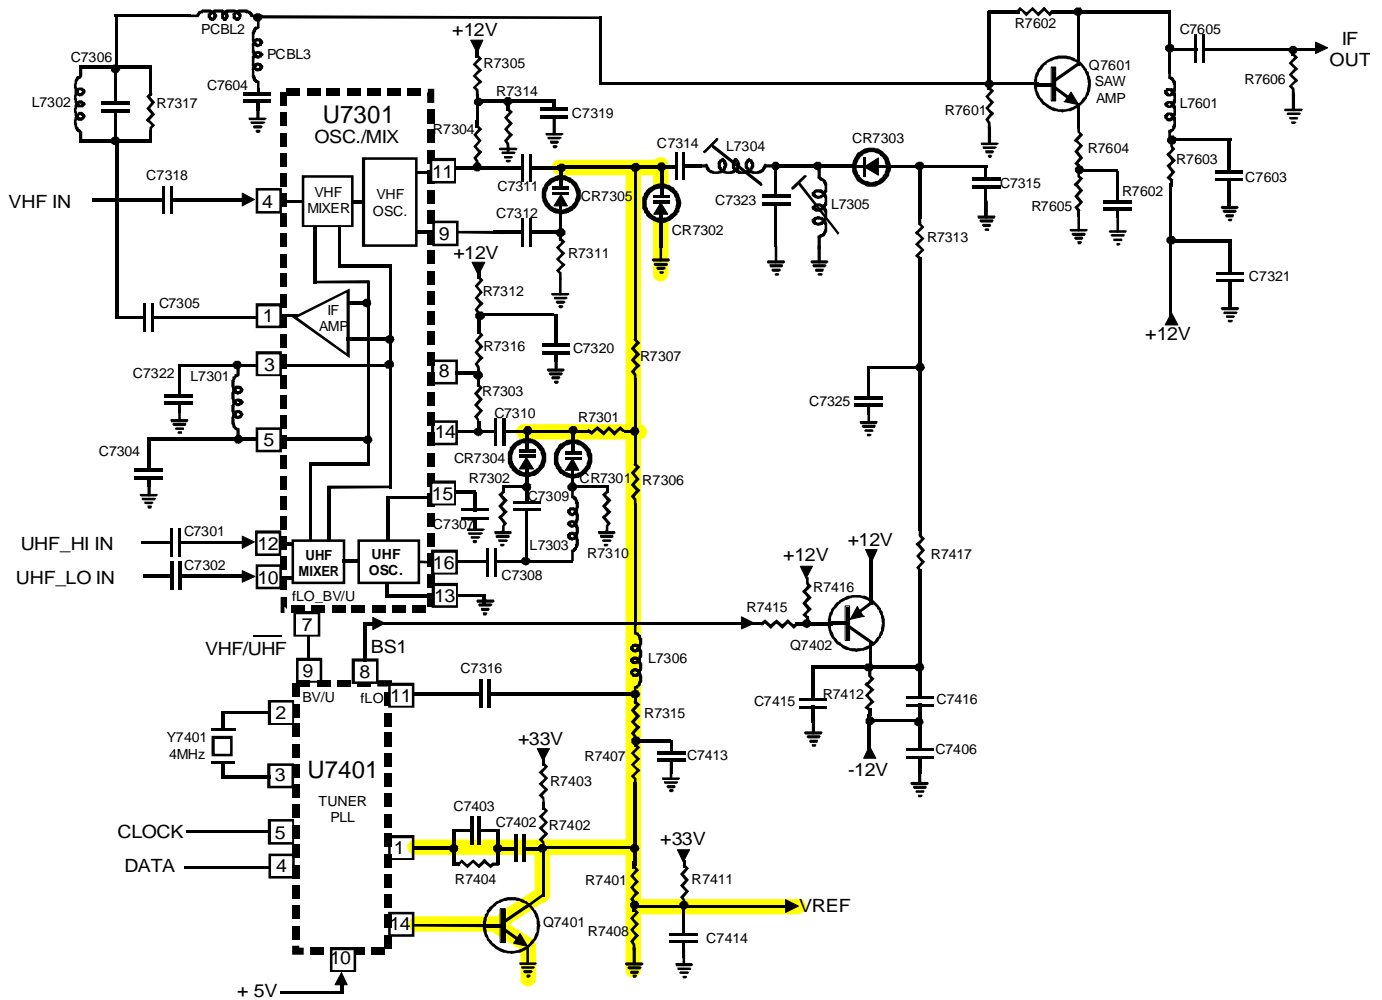 R7602
C7605
IF
OUT
PCBL2
PCBL3
+12V
C7306
R7305
Q7601
SAW
AMP
R7606
L7302
R7317
C7604
R7314
C7319
U7301
OSC./MIX
R7304
R7601
L7601
11
C7311
C7314
L7304
CR7303
R7604
R7603
C7603
C7318
VHF IN
4
VHF
MIXER
VHF
OSC.
CR7305
C7323
L7305
C7315
R7605
R7602
C7312
9
CR7302
R7311
R7313
+12V
R7312
C7321
C7305
1
IF
AMP
+12V
R7316
C7320
R7307
C7322
L7301
3
8
R7303
C7325
C7310
R7301
14
C7304
5
CR7304
R7302
CR7301
R7306
15
C7309
C7307
C7301
UHF_HI IN
12
L7303
R7310
R7417
C7302
UHF_LO IN
10
UHF
MIXER
UHF
OSC.
16
C7308
+12V
+12V
fLO_BV/U
13
R7416
R7415
7
VHF/UHF
BS1
Q7402
L7306
9
8
C7316
BV/U
fLO
11
C7415
R7412
C7416
2
R7315
Y7401
4MHz
+33V
R7407
C7413
C7406
-12V
3
U7401
R7403
TUNER
PLL
C7403
C7402
R7402
CLOCK
5
1
+33V
DATA
4
R7404
R7401
R7411
VREF
14
Q7401
R7408
C7414
10
+ 5V